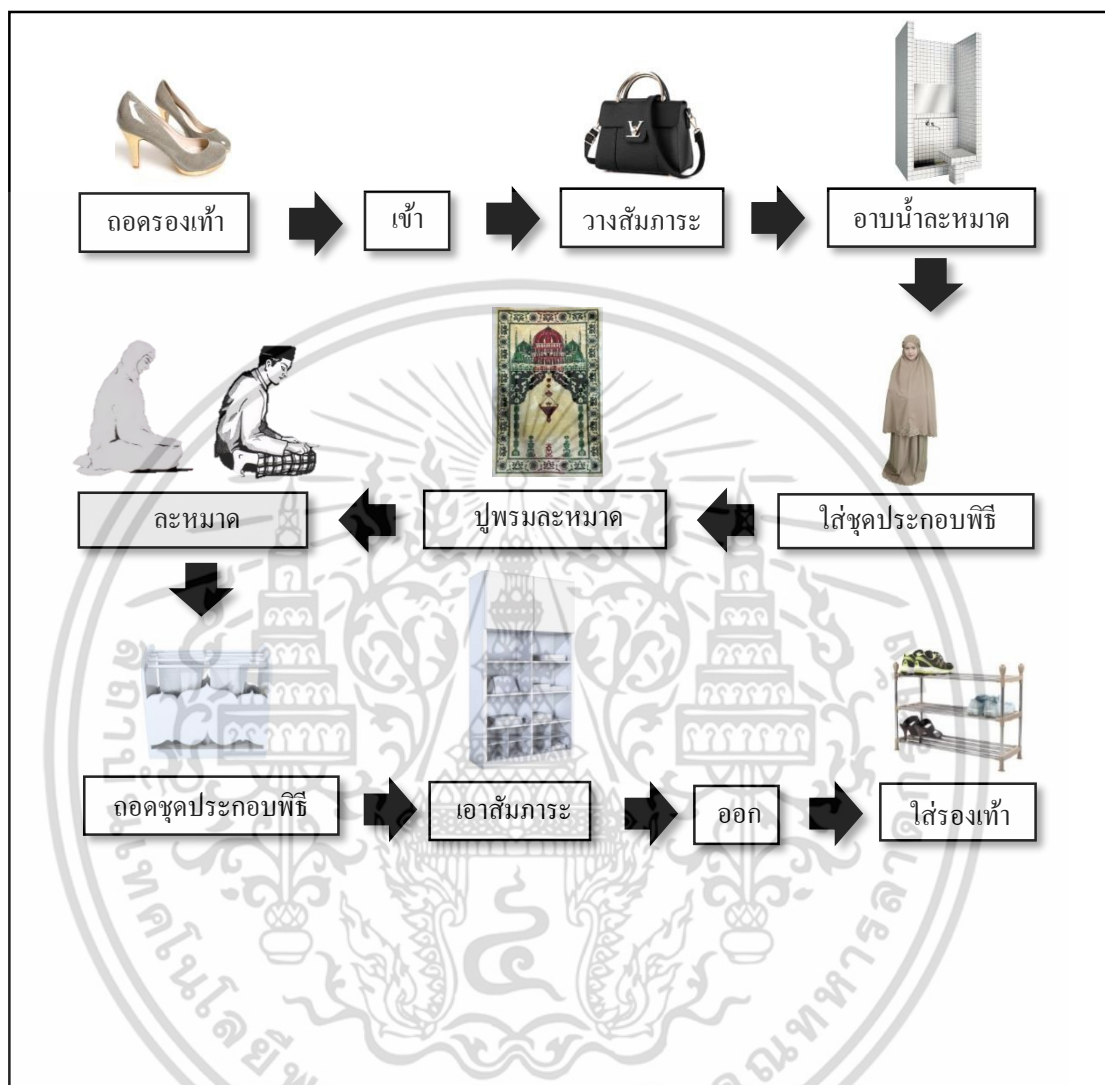 ถอดรองเท้า
เข้า
วางสัมภาระ
อาบน้ำละหมาด
ใส่ชุดประกอบพิธี
ปูพรมละหมาด
ละหมาด
ถอดชุดประกอบพิธี
เอาสัมภาระ
ออก
ใส่รองเท้า